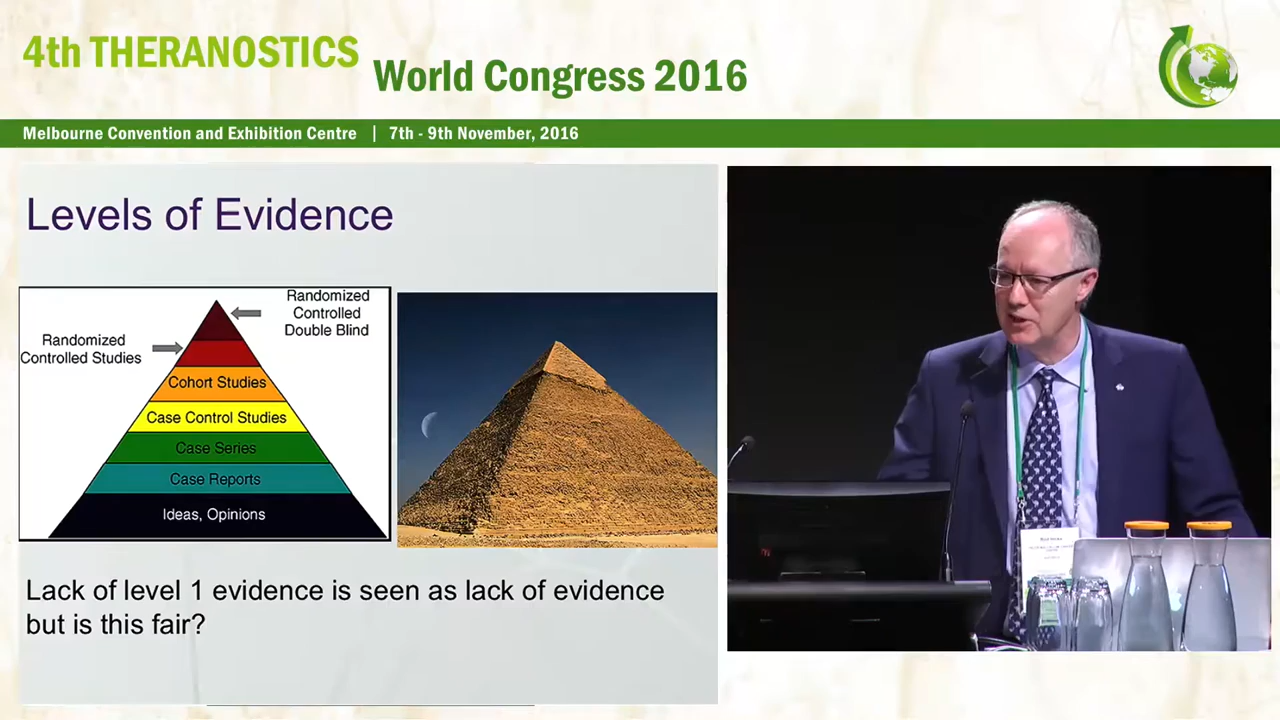 4th THERANOSTICS
World Congress 2016
Melbourne Convention and Exhibition Centre | 7th - 9th November, 2016
Levels of Evidence
Randomized
Controlled
Double Blind
Randomized
Controlled Studies
Cohort Studies
Case Control Studies
Case Series
Case Reports
Ideas, Opinions
Lack of level 1 evidence is seen as lack of evidence
but is this fair?